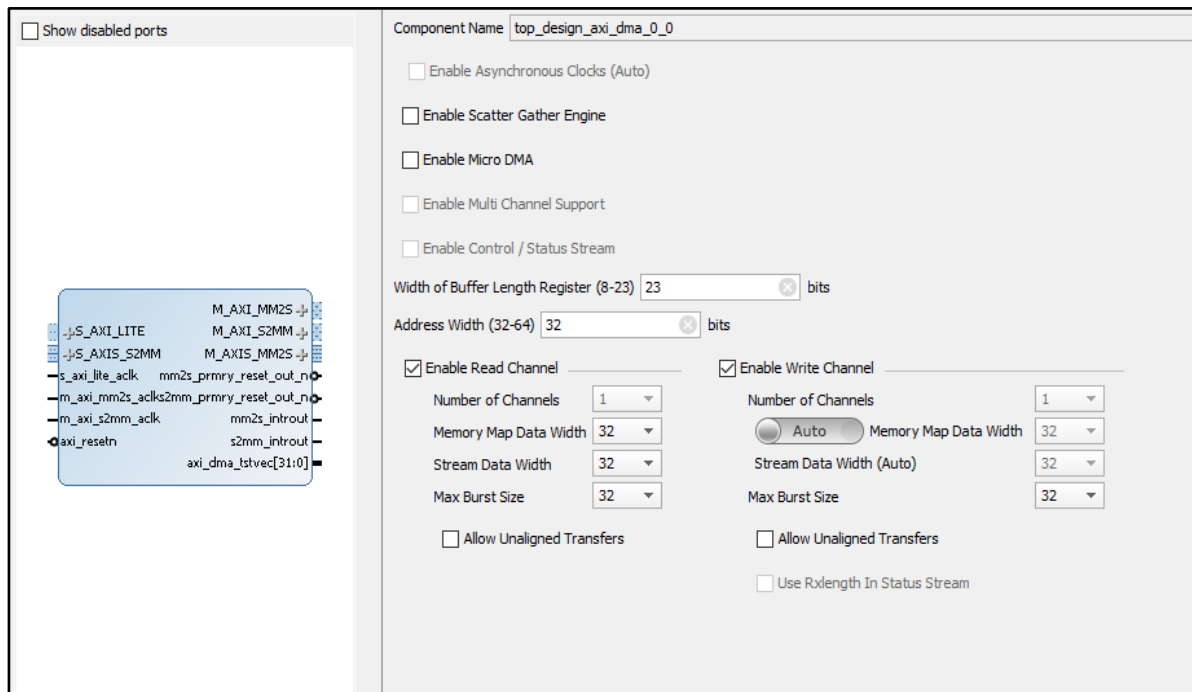 Show disabled ports
M_AXI_MM2S
S_AXI_LITE M_AXI_S2MM
S_AXIS_S2MM M_AXIS_MM2S
s_axi_lite_aclk mm2s_prmry_reset_out_n
m_axi_mm2s_aclk s2mm_prmry_reset_out_n
m_axi_s2mm_aclk mm2s_introut
axi_resetn s2mm_introut
axi_dma_tstvec[31:0]
Component Name top_design_axi_dma_0_0
Enable Asynchronous Clocks (Auto)
Enable Scatter Gather Engine
Enable Micro DMA
Enable Multi Channel Support
Enable Control / Status Stream
Width of Buffer Length Register (8-23) 23 bits
Address Width (32-64) 32 bits
Enable Read Channel
Number of Channels 1
Memory Map Data Width 32
Stream Data Width 32
Max Burst Size 32
Allow Unaligned Transfers
Enable Write Channel
Number of Channels 1
Auto Memory Map Data Width 32
Stream Data Width (Auto) 32
Max Burst Size 32
Allow Unaligned Transfers
Use Rxlength In Status Stream